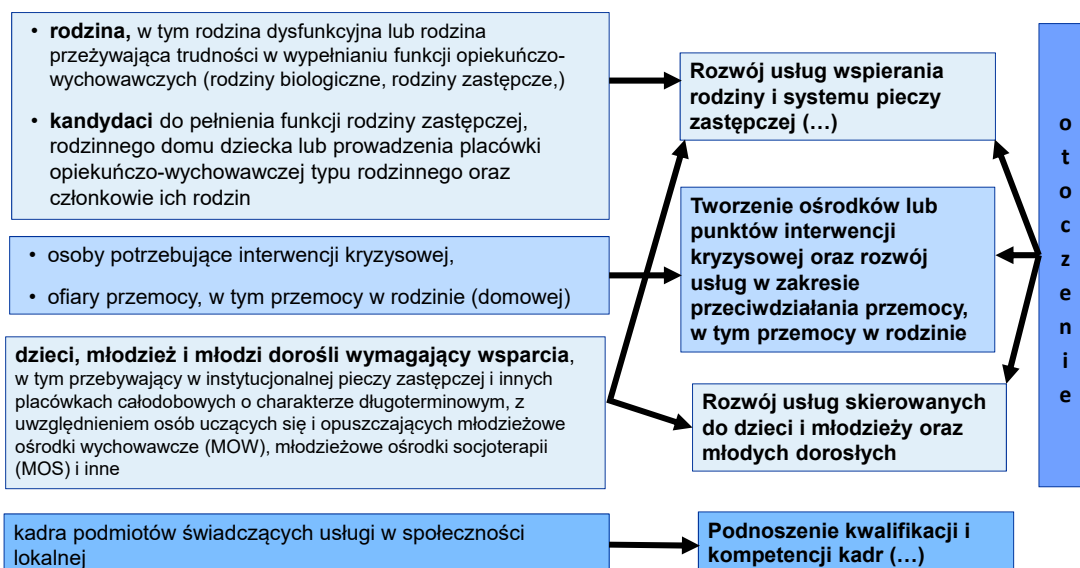 • rodzina, w tym rodzina dysfunkcyjna lub rodzina
przeżywająca trudności w wypełnianiu funkcji opiekuńczo-
wychowawczych (rodziny biologiczne, rodziny zastępcze,)
• kandydaci do pełnienia funkcji rodziny zastępczej,
rodzinnego domu dziecka lub prowadzenia placówki
opiekuńczo-wychowawczej typu rodzinnego oraz
członkowie ich rodzin
• osoby potrzebujące interwencji kryzysowej,
• ofiary przemocy, w tym przemocy w rodzinie (domowej)
dzieci, młodzież i młodzi dorośli wymagający wsparcia,
w tym przebywający w instytucjonalnej pieczy zastępczej i innych
placówkach całodobowych o charakterze długoterminowym, z
uwzględnieniem osób uczących się i opuszczających młodzieżowe
ośrodki wychowawcze (MOW), młodzieżowe ośrodki socjoterapii
(MOS) i inne
kadra podmiotów świadczących usługi w społeczności
lokalnej
Rozwój usług wspierania
rodziny i systemu pieczy
zastępczej (…)
Tworzenie ośrodków lub
punktów interwencji
kryzysowej oraz rozwój
usług w zakresie
przeciwdziałania przemocy,
w tym przemocy w rodzinie
Rozwój usług skierowanych
do dzieci i młodzieży oraz
młodych dorosłych
Podnoszenie kwalifikacji i
kompetencji kadr (…)
o
t
o
c
z
e
n
i
e